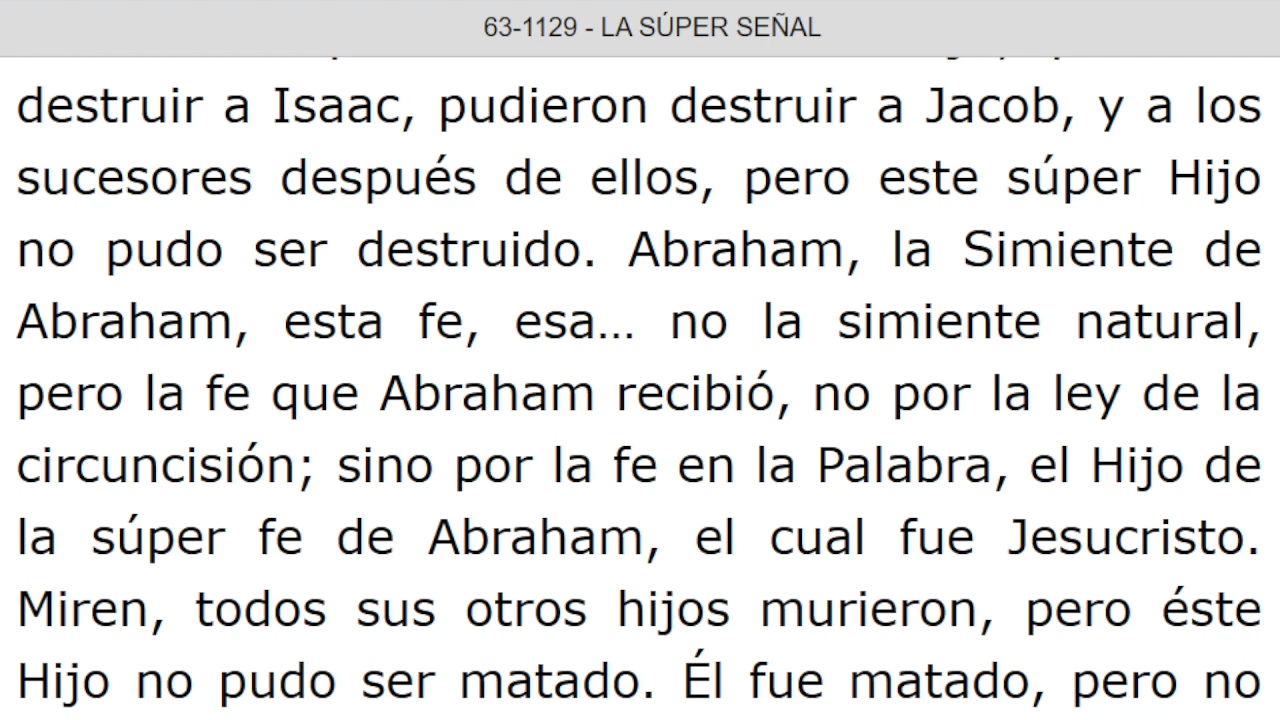 63-1129 - LA SÚPER SEÑAL
destruir a Isaac, pudieron destruir a Jacob, y a los
sucesores después de ellos, pero este súper Hijo
no pudo ser destruido. Abraham, la Simiente de
Abraham, esta fe, esa... no la simiente natural,
pero la fe que Abraham recibió, no por la ley de la
circuncisión; sino por la fe en la Palabra, el Hijo de
la súper fe de Abraham, el cual fue Jesucristo.
Miren, todos sus otros hijos murieron, pero éste
Hijo no pudo ser matado. Él fue matado, pero no